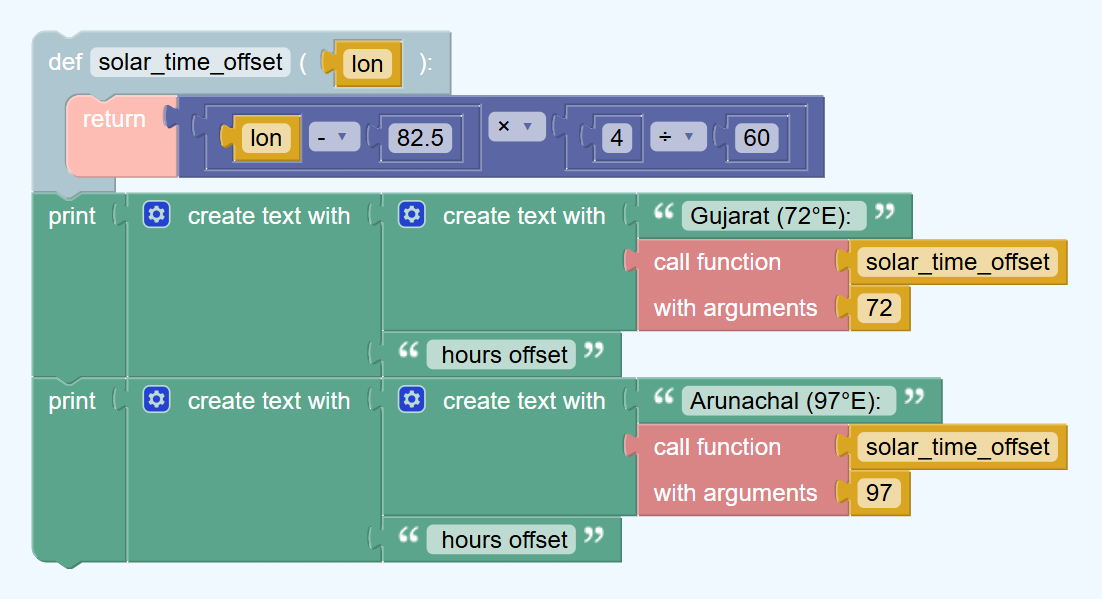 def solar_time_offset ( lon ):
return lon - 82.5 × 4 ÷ 60
print create text with create text with “ Gujarat (72°E): ”
call function solar_time_offset
with arguments 72
“ hours offset ”
print create text with create text with “ Arunachal (97°E): ”
call function solar_time_offset
with arguments 97
“ hours offset ”